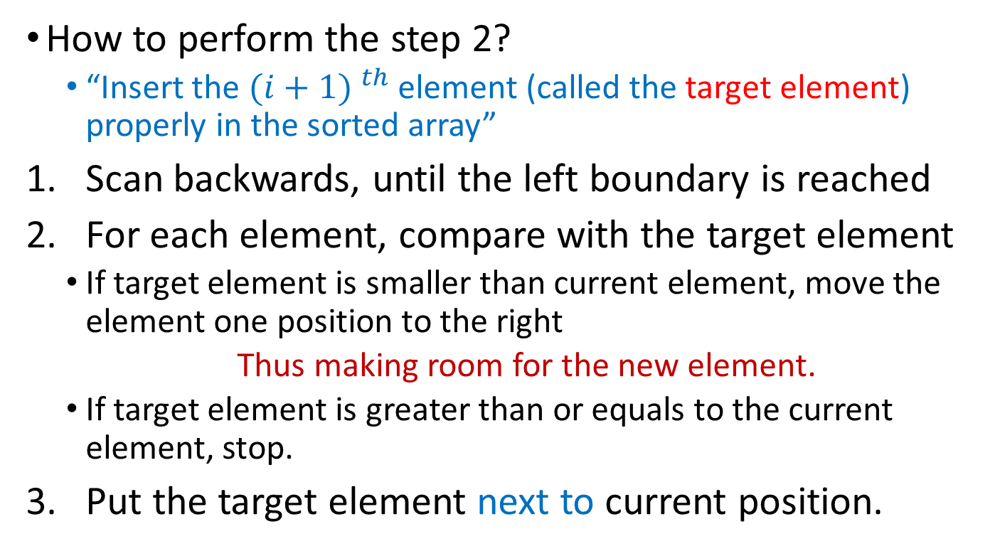 • How to perform the step 2?
• “Insert the (i + 1) th element (called the target element)
properly in the sorted array”
1. Scan backwards, until the left boundary is reached
2. For each element, compare with the target element
• If target element is smaller than current element, move the
element one position to the right
Thus making room for the new element.
• If target element is greater than or equals to the current
element, stop.
3. Put the target element next to current position.